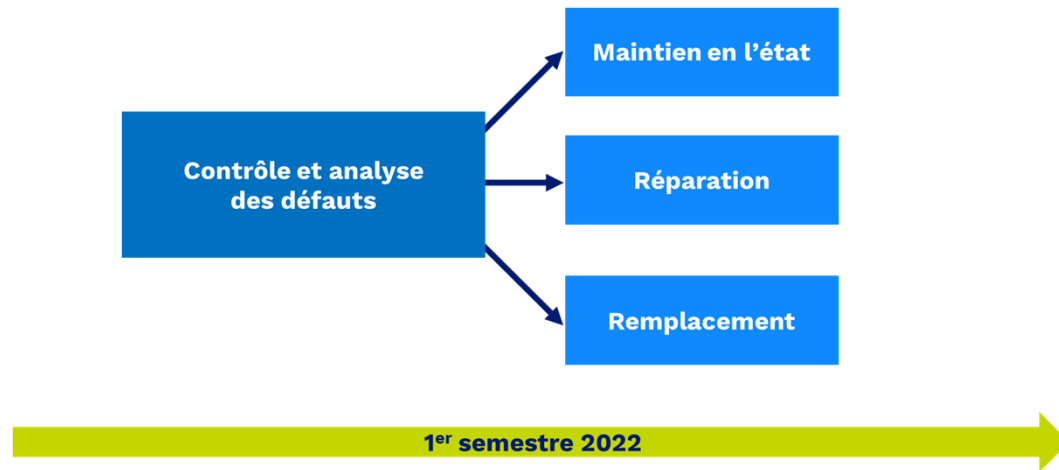 Maintien en l’état
Contrôle et analyse
des défauts
Réparation
Remplacement
1er semestre 2022